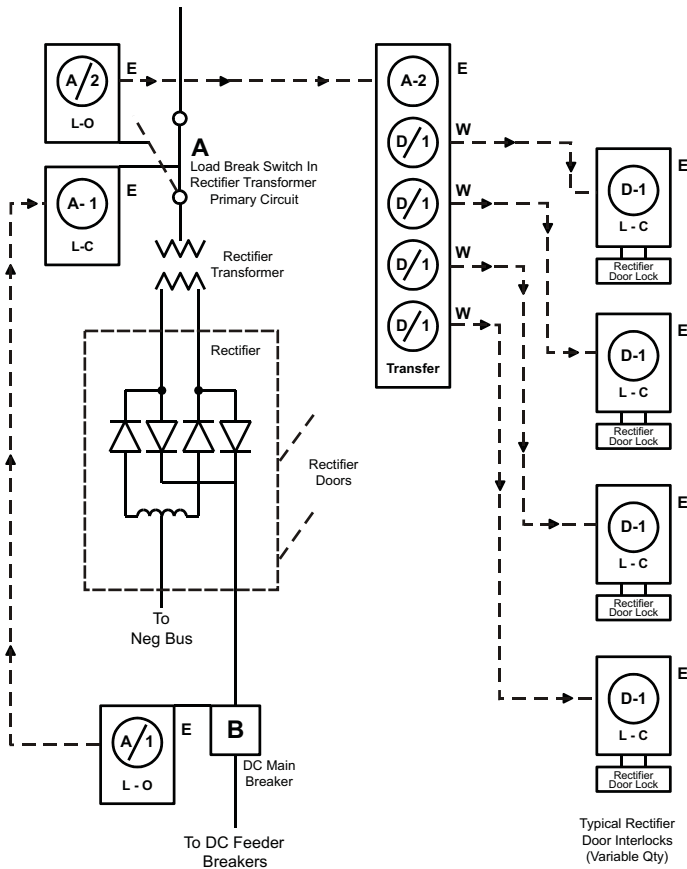 A/2
E
L-O
A
Load Break Switch In
Rectifier Transformer
Primary Circuit
A- 1
E
L-C
Rectifier
Transformer
Rectifier
Rectifier
Doors
To
Neg Bus
A/1
E
L - O
B
DC Main
Breaker
To DC Feeder
Breakers
A-2
E
D/1
W
D/1
W
D/1
W
D/1
W
Transfer
D-1
E
L - C
Rectifier
Door Lock
D-1
E
L - C
Rectifier
Door Lock
D-1
E
L - C
Rectifier
Door Lock
D-1
E
L - C
Rectifier
Door Lock
Typical Rectifier
Door Interlocks
(Variable Qty)